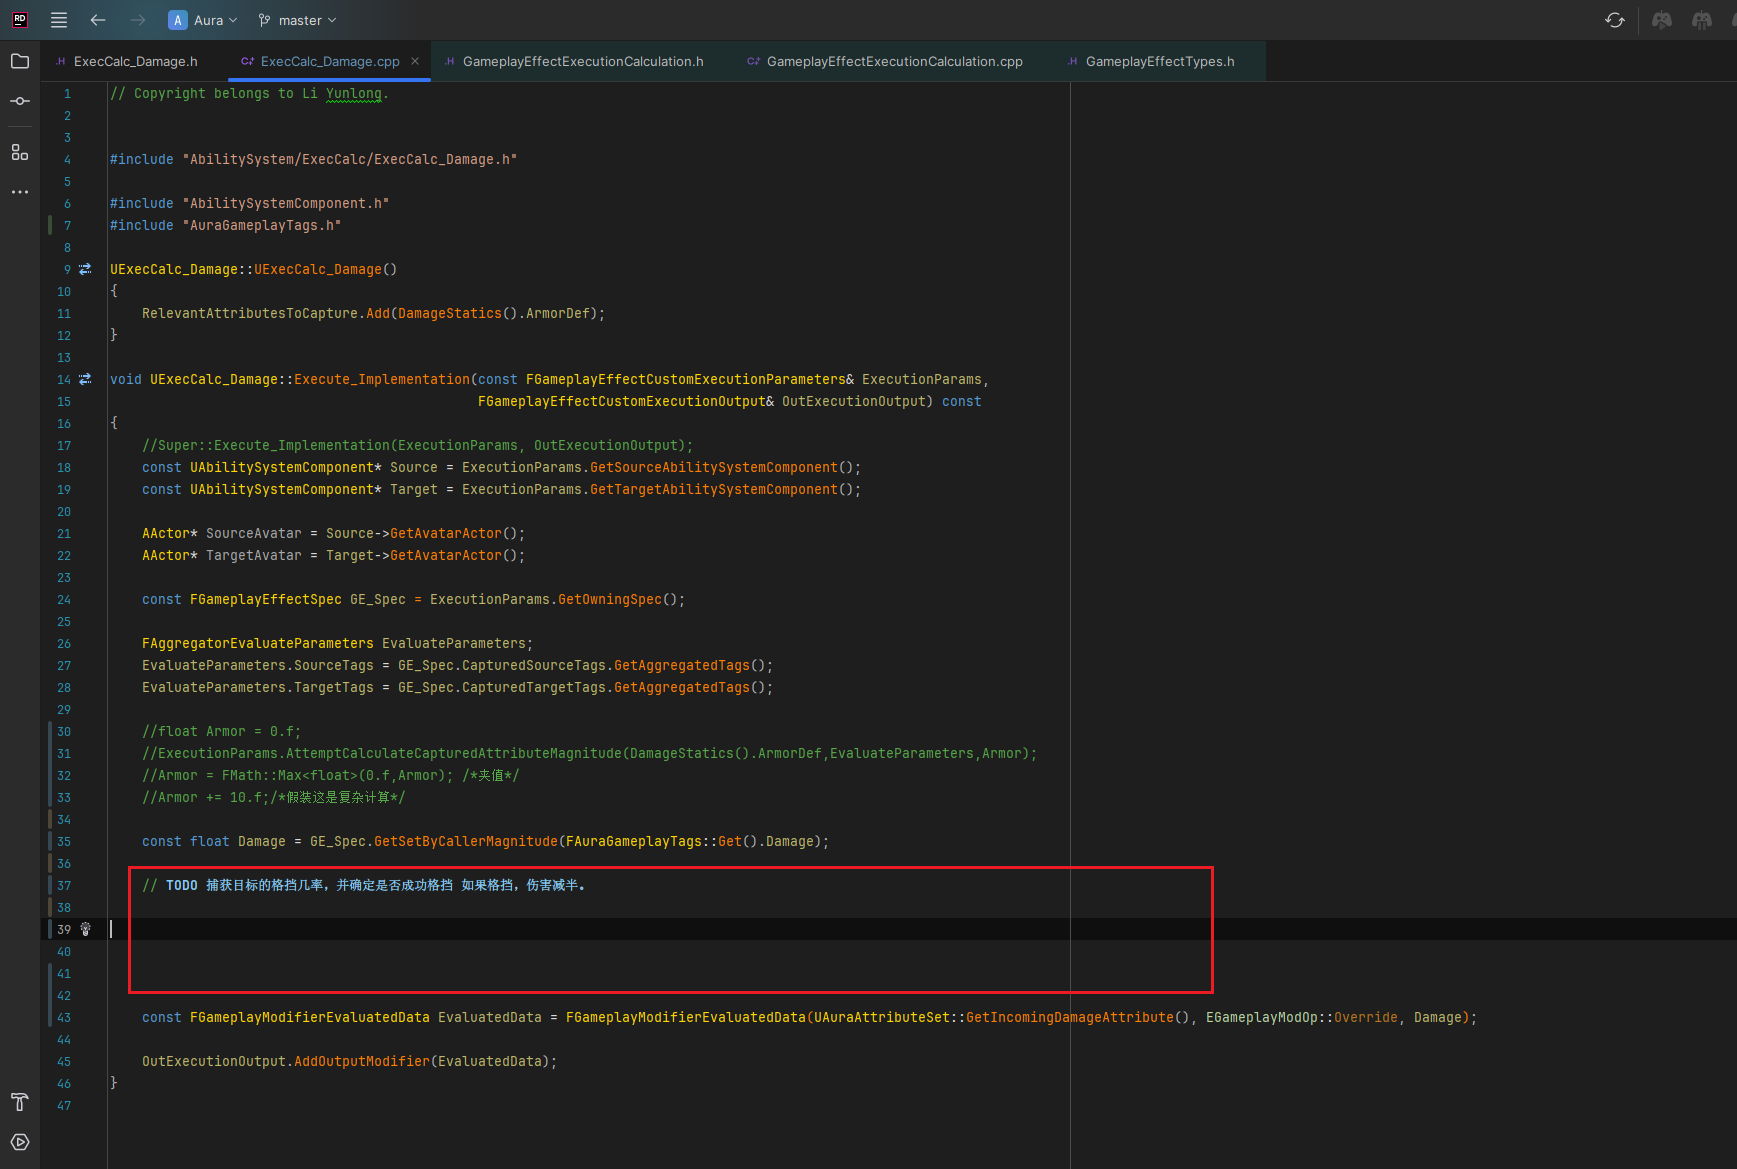 RD A Aura master
ExecCalc_Damage.h ExecCalc_Damage.cpp GameplayEffectExecutionCalculation.h GameplayEffectExecutionCalculation.cpp GameplayEffectTypes.h
1 // Copyright belongs to Li Yunlong.
2
3
4 #include "AbilitySystem/ExecCalc/ExecCalc_Damage.h"
5
6 #include "AbilitySystemComponent.h"
7 #include "AuraGameplayTags.h"
8
9 UExecCalc_Damage::UExecCalc_Damage()
10 {
11 RelevantAttributesToCapture.Add(DamageStatics().ArmorDef);
12 }
13
14 void UExecCalc_Damage::Execute_Implementation(const FGameplayEffectCustomExecutionParameters& ExecutionParams,
15 FGameplayEffectCustomExecutionOutput& OutExecutionOutput) const
16 {
17 //Super::Execute_Implementation(ExecutionParams, OutExecutionOutput);
18 const UAbilitySystemComponent* Source = ExecutionParams.GetSourceAbilitySystemComponent();
19 const UAbilitySystemComponent* Target = ExecutionParams.GetTargetAbilitySystemComponent();
20
21 AActor* SourceAvatar = Source->GetAvatarActor();
22 AActor* TargetAvatar = Target->GetAvatarActor();
23
24 const FGameplayEffectSpec GE_Spec = ExecutionParams.GetOwningSpec();
25
26 FAggregatorEvaluateParameters EvaluateParameters;
27 EvaluateParameters.SourceTags = GE_Spec.CapturedSourceTags.GetAggregatedTags();
28 EvaluateParameters.TargetTags = GE_Spec.CapturedTargetTags.GetAggregatedTags();
29
30 //float Armor = 0.f;
31 //ExecutionParams.AttemptCalculateCapturedAttributeMagnitude(DamageStatics().ArmorDef,EvaluateParameters,Armor);
32 //Armor = FMath::Max<float>(0.f,Armor); /*夹值*/
33 //Armor += 10.f;/*假装这是复杂计算*/
34
35 const float Damage = GE_Spec.GetSetByCallerMagnitude(FAuraGameplayTags::Get().Damage);
36
37 // TODO 捕获目标的格挡几率，并确定是否成功格挡 如果格挡，伤害减半。
38
39
40
41
42
43 const FGameplayModifierEvaluatedData EvaluatedData = FGameplayModifierEvaluatedData(UAuraAttributeSet::GetIncomingDamageAttribute(), EGameplayModOp::Override, Damage);
44
45 OutExecutionOutput.AddOutputModifier(EvaluatedData);
46 }
47